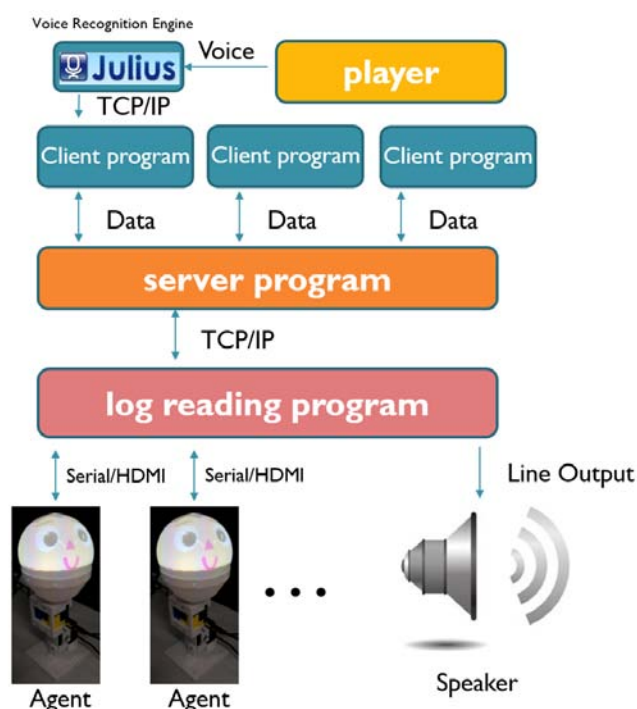 Voice Recognition Engine
Julius
Voice
player
TCP/IP
Client program
Client program
Client program
Data
Data
Data
server program
TCP/IP
log reading program
Serial/HDMI
Serial/HDMI
Line Output
• • •
Agent
Agent
Speaker